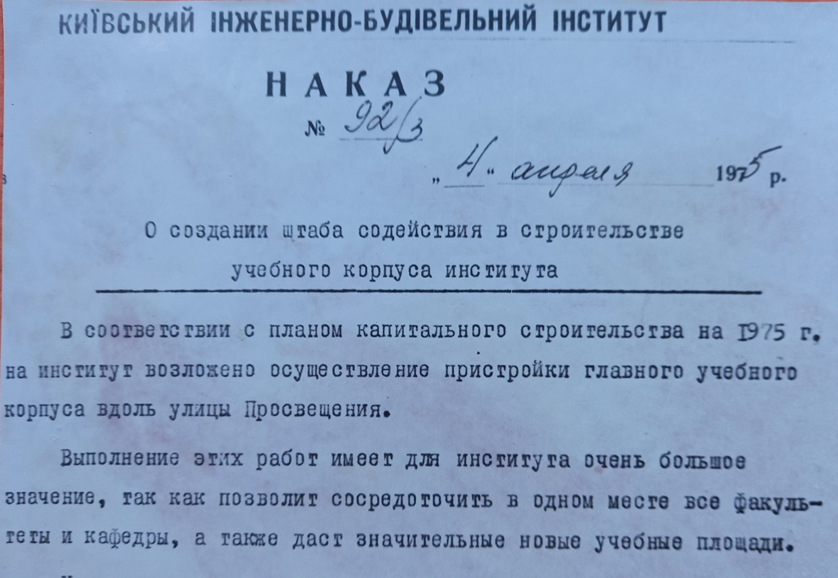 КИЇВСЬКИЙ ІНЖЕНЕРНО-БУДІВЕЛЬНИЙ ІНСТИТУТ
НАКАЗ
№ 92/3
„ 4 " апреля 1975 р.
О создании штаба содействия в строительстве
учебного корпуса института
В соответствии с планом капитального строительства на 1975 г.
на институт возложено осуществление пристройки главного учебного
корпуса вдоль улицы Просвещения.
Выполнение этих работ имеет для института очень большое
значение, так как позволит сосредоточить в одном месте все факуль-
теты и кафедры, а также даст значительные новые учебные площади.